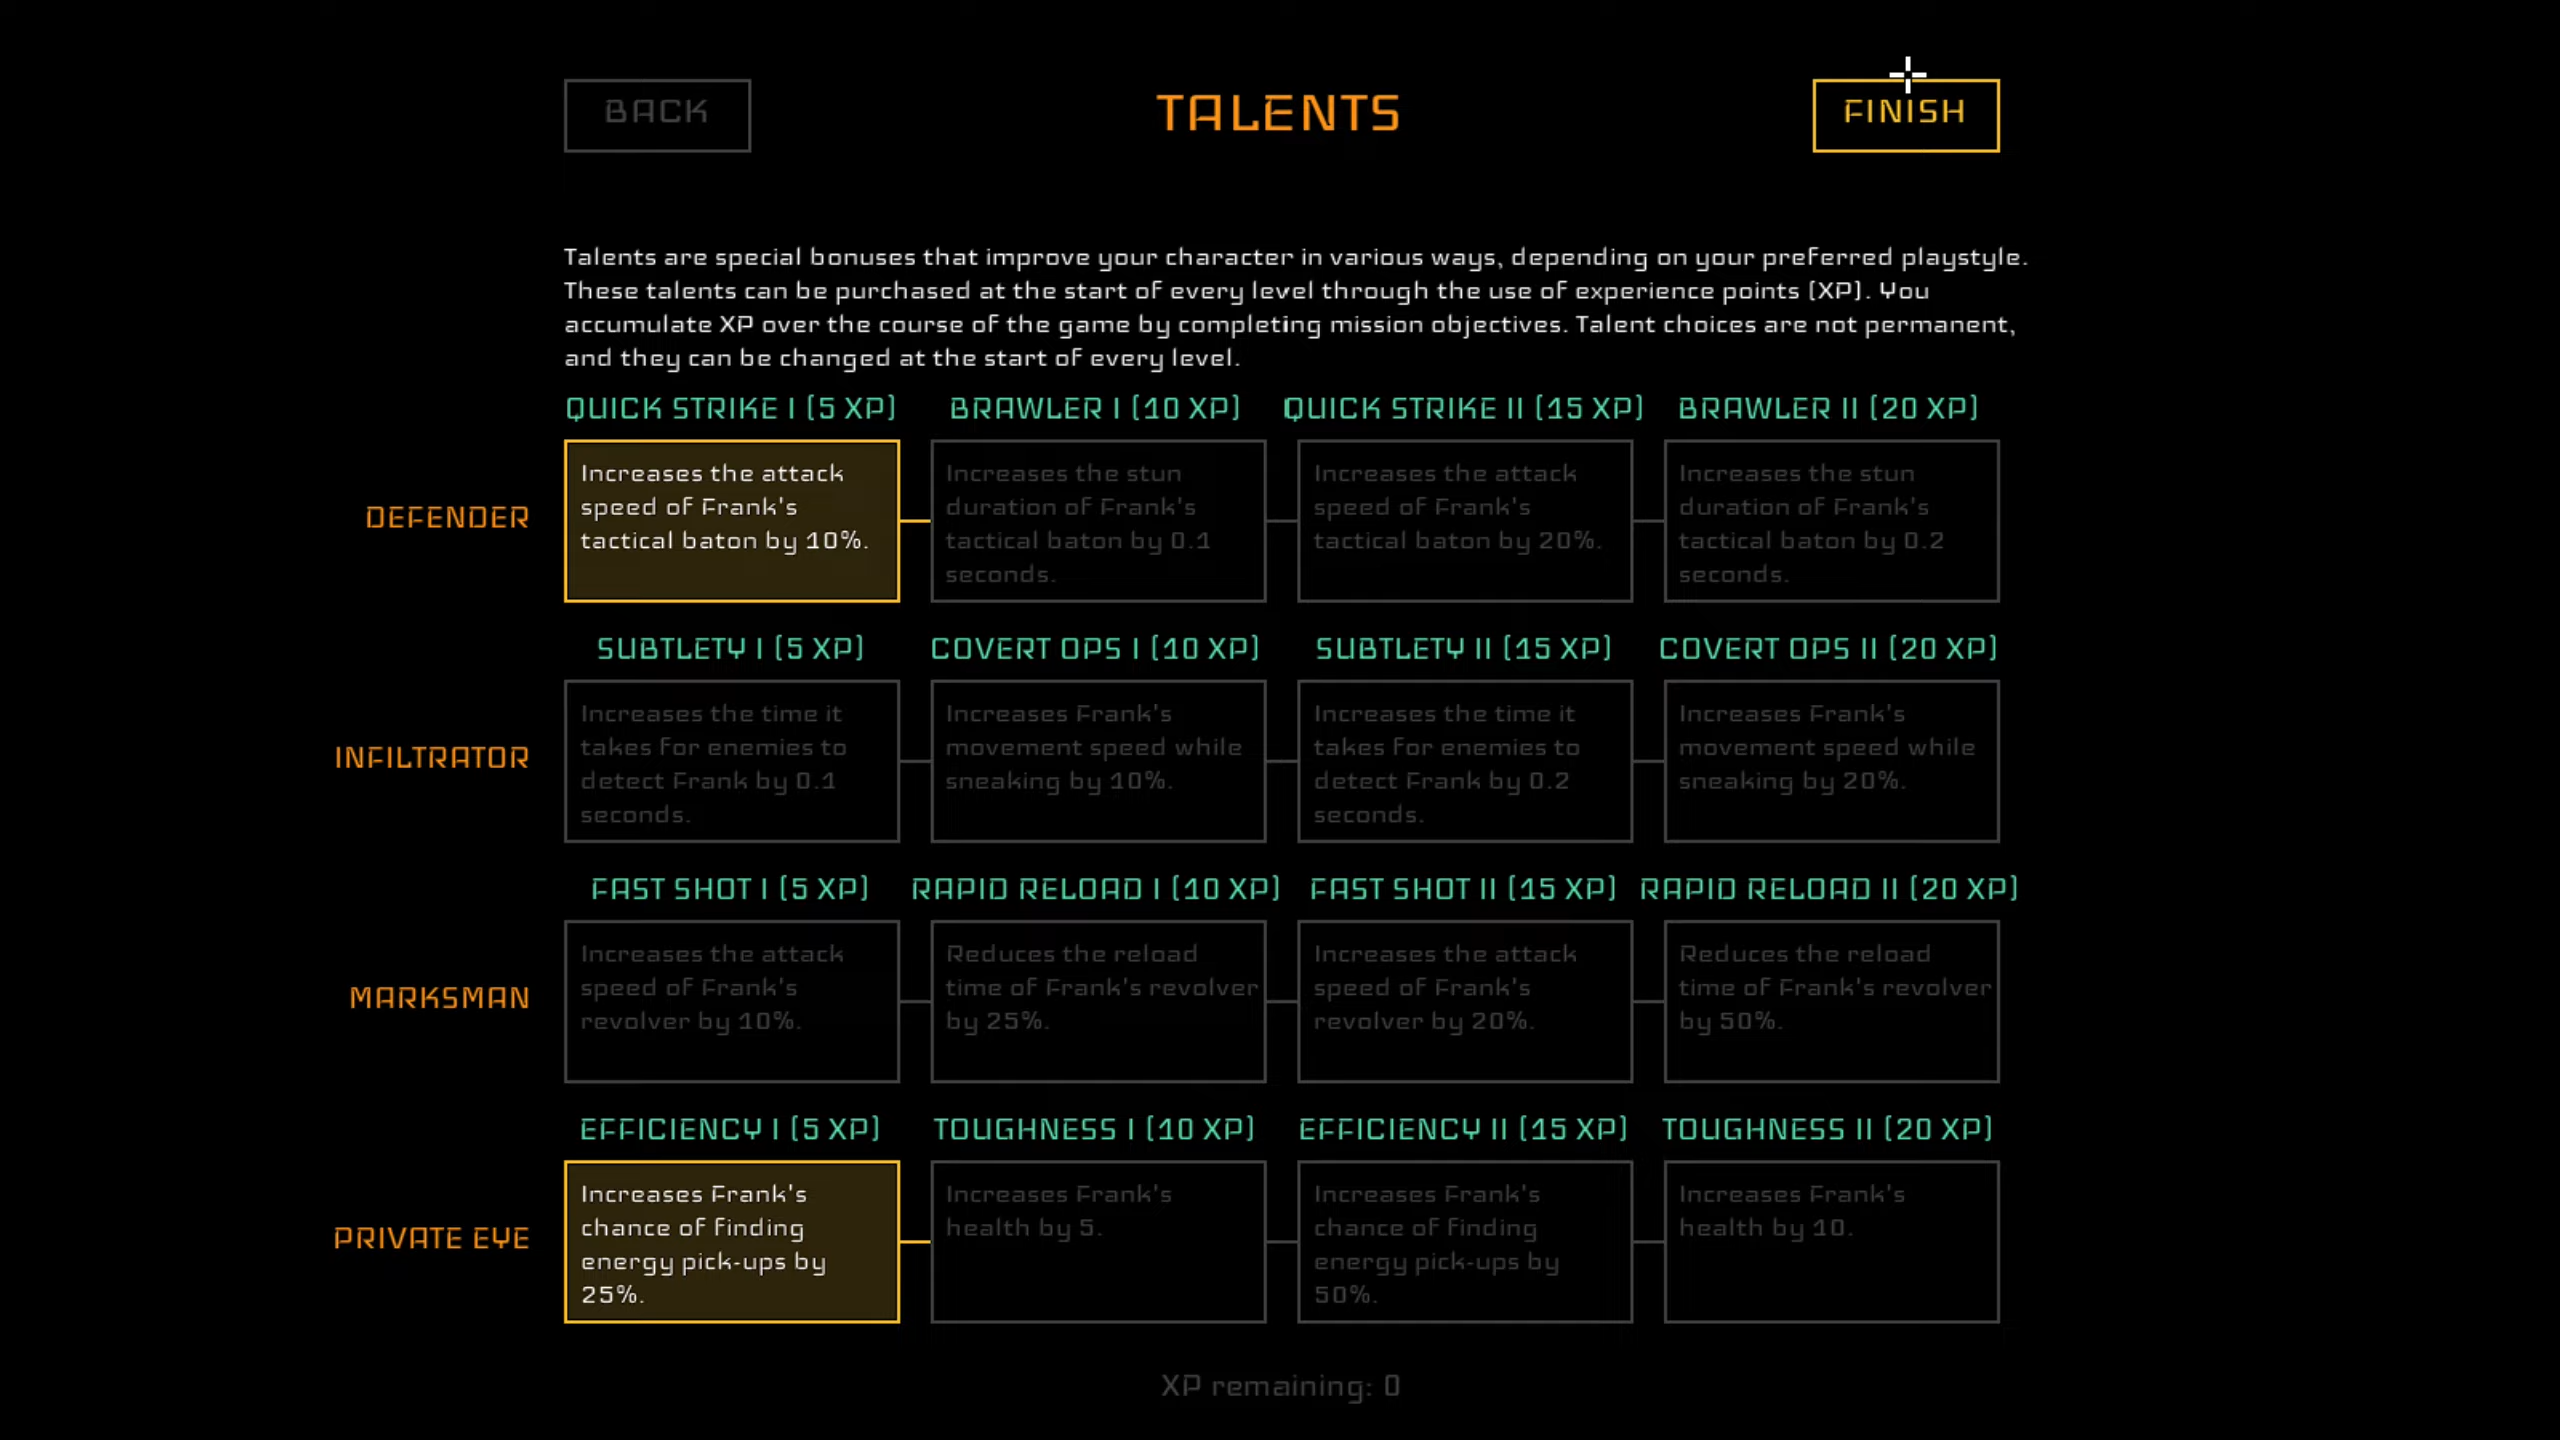 BACK
TALENTS
FINISH
Talents are special bonuses that improve your character in various ways, depending on your preferred playstyle.
These talents can be purchased at the start of every level through the use of experience points (XP). You
accumulate XP over the course of the game by completing mission objectives. Talent choices are not permanent,
and they can be changed at the start of every level.
DEFENDER
QUICK STRIKE I (5 XP)
Increases the attack
speed of Frank's
tactical baton by 10%.
BRAWLER I (10 XP)
Increases the stun
duration of Frank's
tactical baton by 0.1
seconds.
QUICK STRIKE II (15 XP)
Increases the attack
speed of Frank's
tactical baton by 20%.
BRAWLER II (20 XP)
Increases the stun
duration of Frank's
tactical baton by 0.2
seconds.
INFILTRATOR
SUBTLETY I (5 XP)
Increases the time it
takes for enemies to
detect Frank by 0.1
seconds.
COVERT OPS I (10 XP)
Increases Frank's
movement speed while
sneaking by 10%.
SUBTLETY II (15 XP)
Increases the time it
takes for enemies to
detect Frank by 0.2
seconds.
COVERT OPS II (20 XP)
Increases Frank's
movement speed while
sneaking by 20%.
MARKSMAN
FAST SHOT I (5 XP)
Increases the attack
speed of Frank's
revolver by 10%.
RAPID RELOAD I (10 XP)
Reduces the reload
time of Frank's revolver
by 25%.
FAST SHOT II (15 XP)
Increases the attack
speed of Frank's
revolver by 20%.
RAPID RELOAD II (20 XP)
Reduces the reload
time of Frank's revolver
by 50%.
PRIVATE EYE
EFFICIENCY I (5 XP)
Increases Frank's
chance of finding
energy pick-ups by
25%.
TOUGHNESS I (10 XP)
Increases Frank's
health by 5.
EFFICIENCY II (15 XP)
Increases Frank's
chance of finding
energy pick-ups by
50%.
TOUGHNESS II (20 XP)
Increases Frank's
health by 10.
XP remaining: 0